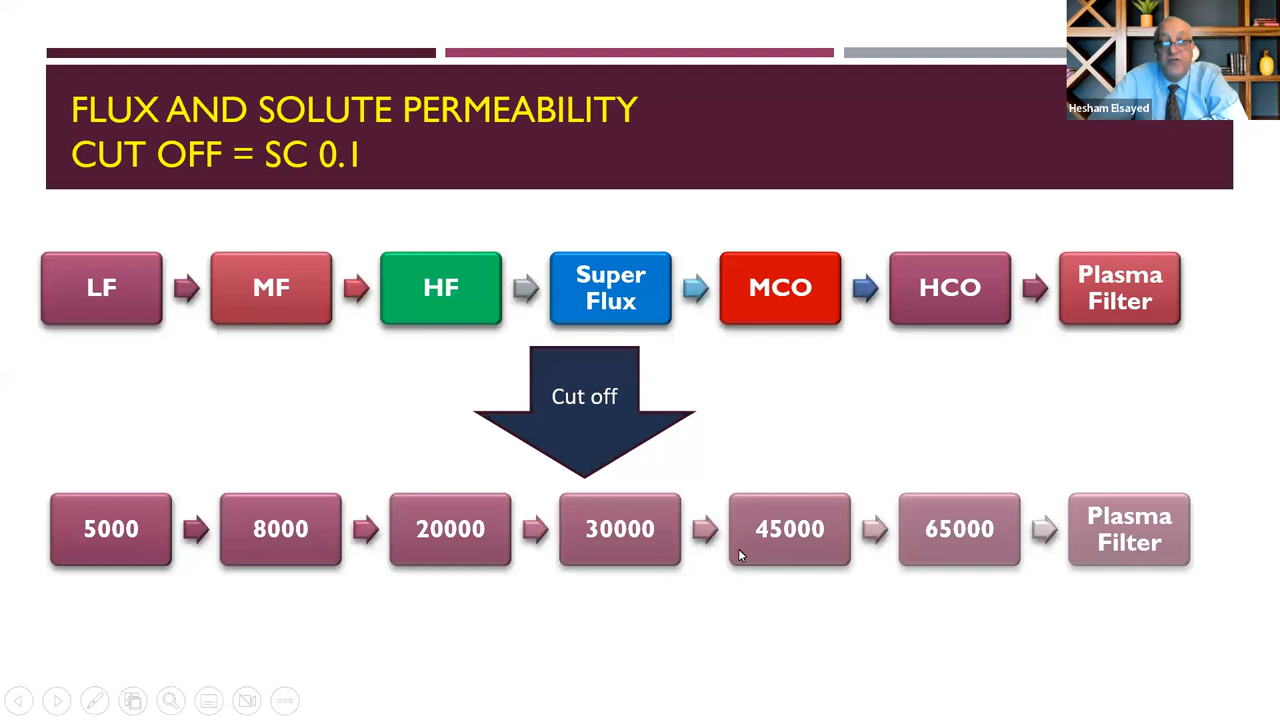 FLUX AND SOLUTE PERMEABILITY
CUT OFF = SC 0.1
Hesham Elsayed
LF
MF
HF
Super
Flux
MCO
HCO
Plasma
Filter
Cut off
5000
8000
20000
30000
45000
65000
Plasma
Filter